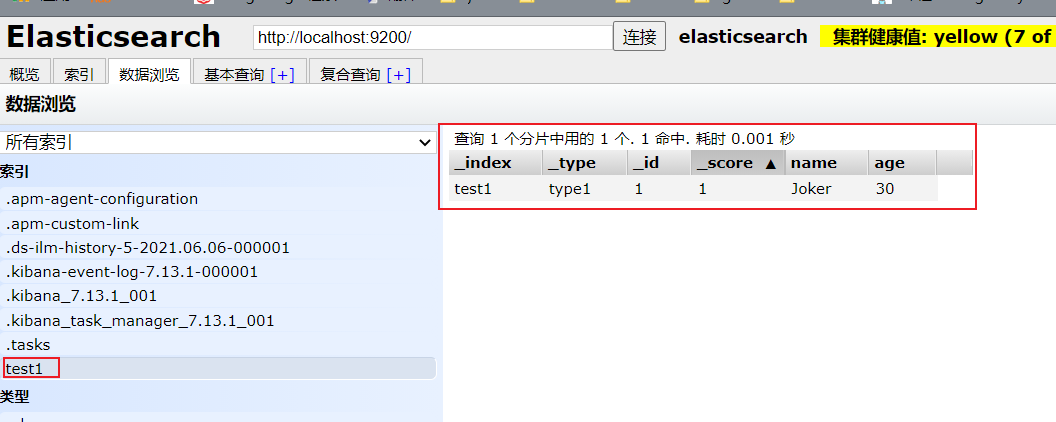 Elasticsearch http://localhost:9200/ 连接 elasticsearch 集群健康值: yellow (7 of
概览 索引 数据浏览 基本查询 [+] 复合查询 [+]
数据浏览
所有索引
索引
.apm-agent-configuration
.apm-custom-link
.ds-ilm-history-5-2021.06.06-000001
.kibana-event-log-7.13.1-000001
.kibana_7.13.1_001
.kibana_task_manager_7.13.1_001
.tasks
test1
类型
查询 1 个分片中用的 1 个. 1 命中. 耗时 0.001 秒
_index _type _id _score ▲ name age
test1 type1 1 1 Joker 30